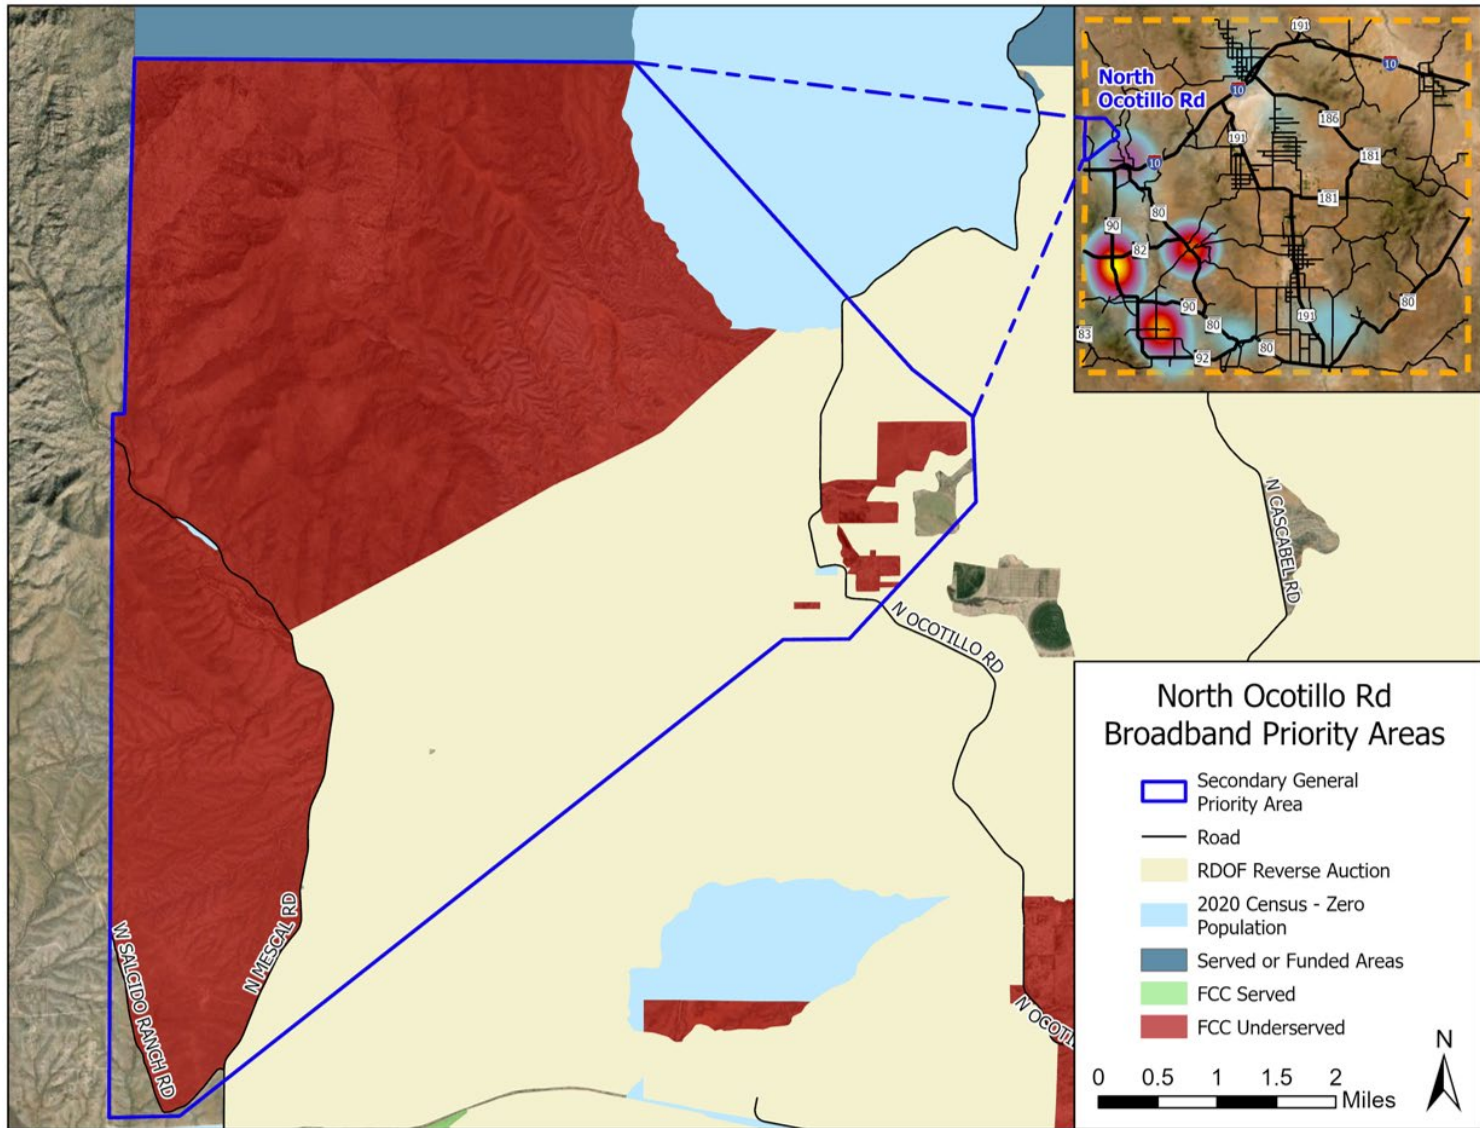 191
10
North
Ocotillo Rd
10
186
191
181
10
181
80
90
82
90
80
191
80
83
92
80
N CASCABEL RD
N OCOTILLO RD
W SALCIDO RANCH RD
N MESCAL RD
N OCOTIL
North Ocotillo Rd
Broadband Priority Areas
Secondary General
Priority Area
Road
RDOF Reverse Auction
2020 Census - Zero
Population
Served or Funded Areas
FCC Served
FCC Underserved
N
0 0.5 1 1.5 2
Miles